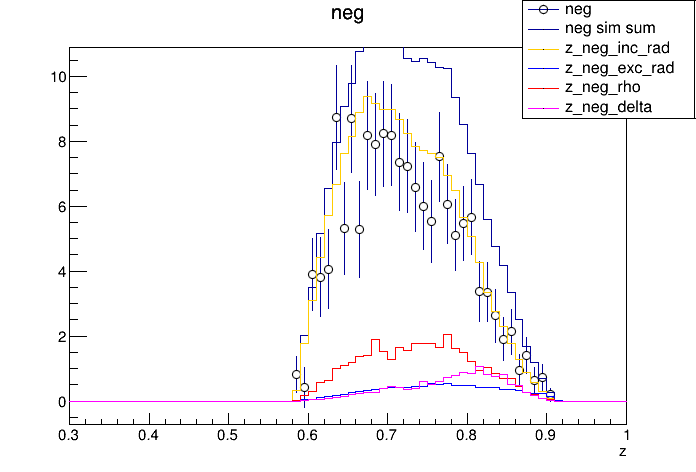 neg
neg
neg sim sum
z_neg_inc_rad
z_neg_exc_rad
z_neg_rho
z_neg_delta
10
8
6
4
2
0
0.3 0.4 0.5 0.6 0.7 0.8 0.9 1
z